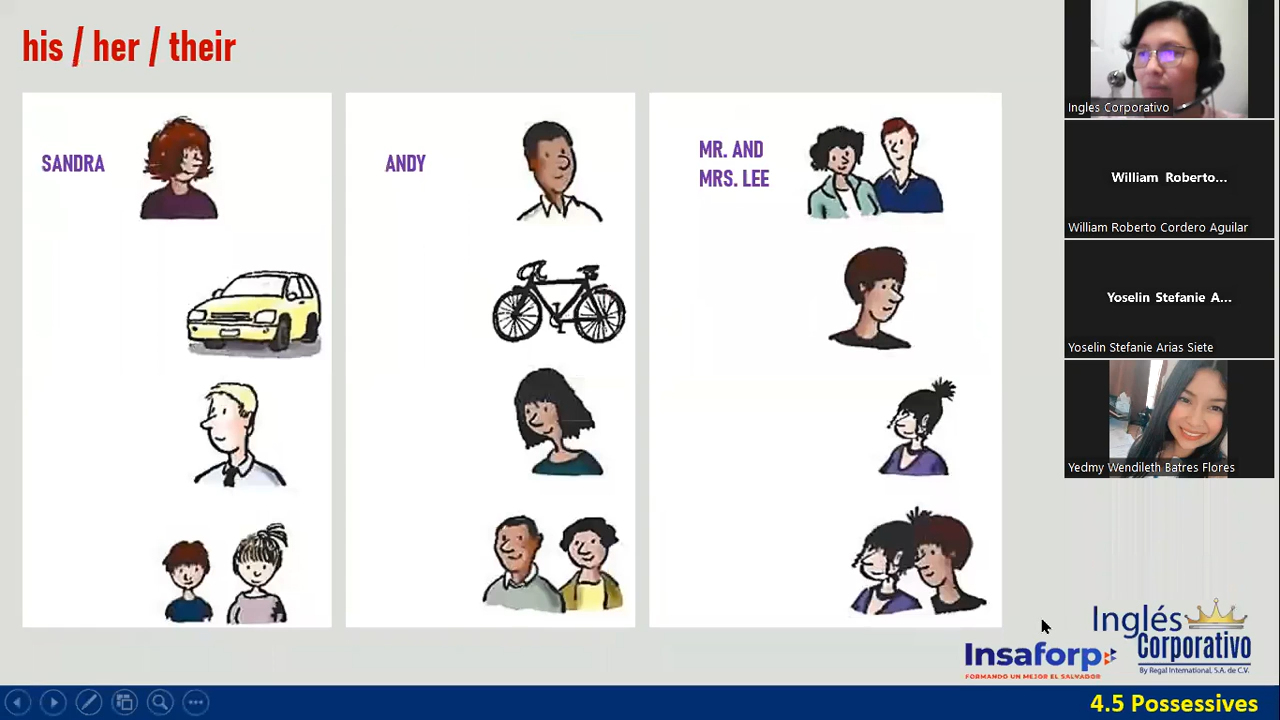 his / her / their
SANDRA
ANDY
MR. AND
MRS. LEE
Ingles Corporativo
William Roberto...
William Roberto Cordero Aguilar
Yoselin Stefanie A...
Yoselin Stefanie Arias Siete
Yedmy Wendileth Batres Flores
Insaforp
FORMANDO UN MEJOR EL SALVADOR
Inglés
Corporativo
By Regal International, S.A. de C.V.
4.5 Possessives